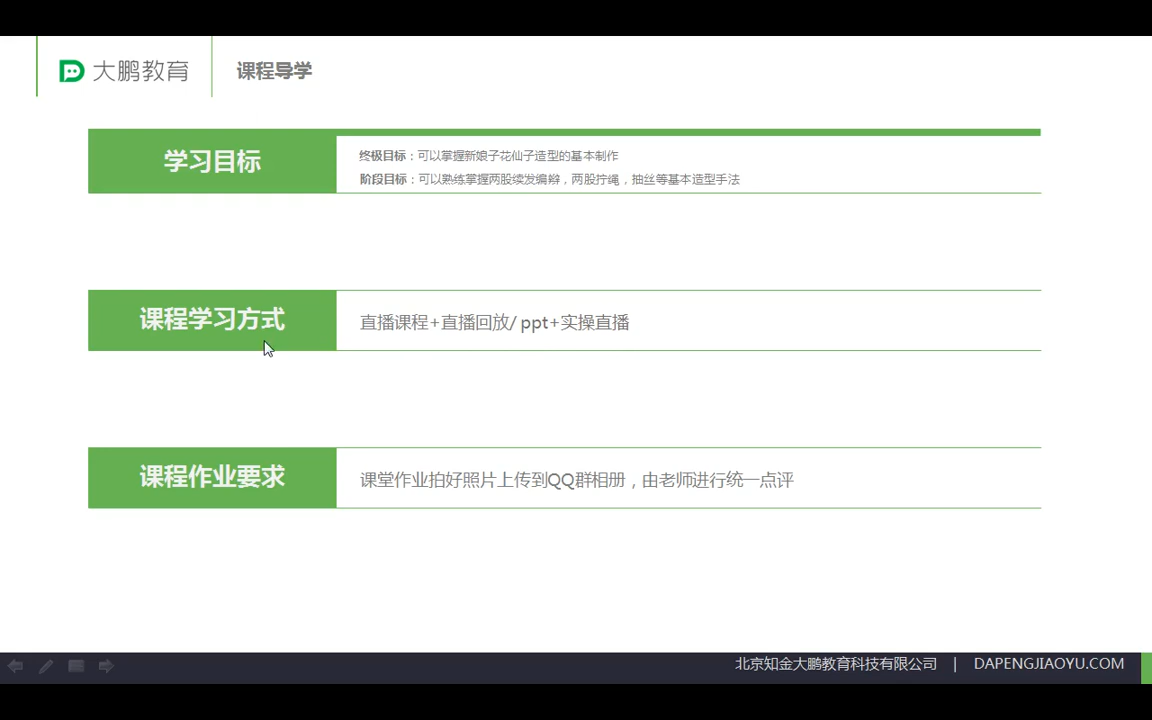 大鹏教育
课程导学
学习目标
终极目标：可以掌握新娘子花仙子造型的基本制作
阶段目标：可以熟练掌握两股续发编辫，两股拧绳，抽丝等基本造型手法
课程学习方式
直播课程+直播回放/ ppt+实操直播
课程作业要求
课堂作业拍好照片上传到QQ群相册，由老师进行统一点评
北京知金大鹏教育科技有限公司 | DAPENGJIAOYU.COM